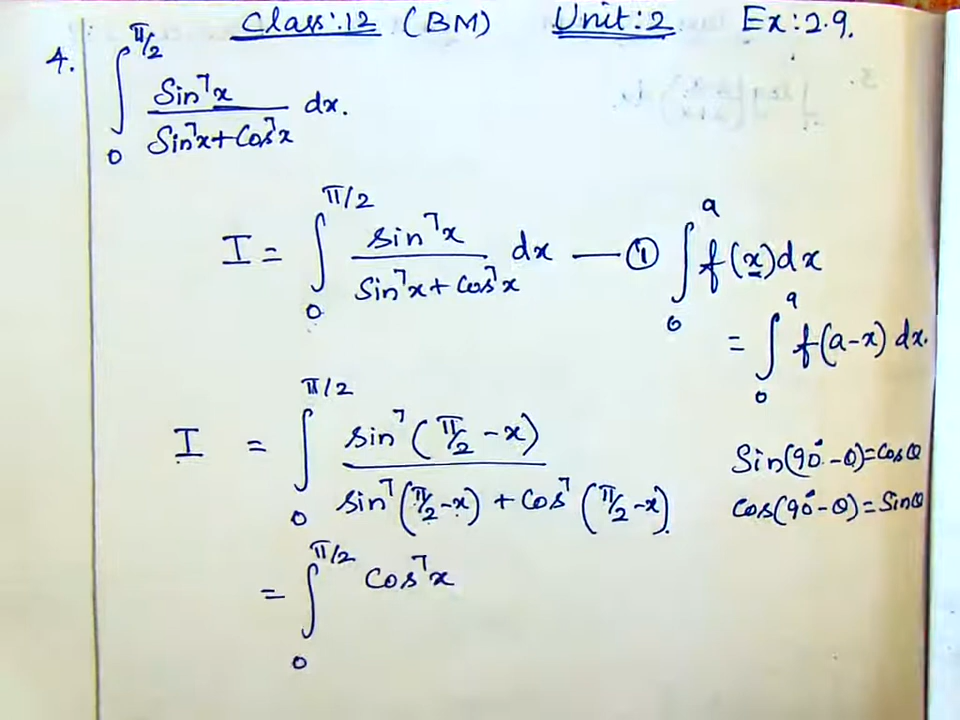 Class:12 (BM) Unit:2 Ex:2.9.
4. ∫₀^(π/2) Sin⁷x / (Sin⁷x + Cos⁷x) dx.
I = ∫₀^(π/2) sin⁷x / (Sin⁷x + Cos⁷x) dx — ① ∫₀^a f(x)dx
= ∫₀^a f(a-x) dx.
I = ∫₀^(π/2) sin⁷(π/2 - x) / (sin⁷(π/2 - x) + Cos⁷(π/2 - x))
Sin(90° - θ) = Cosθ
Cos(90° - θ) = Sinθ
= ∫₀^(π/2) Cos⁷x